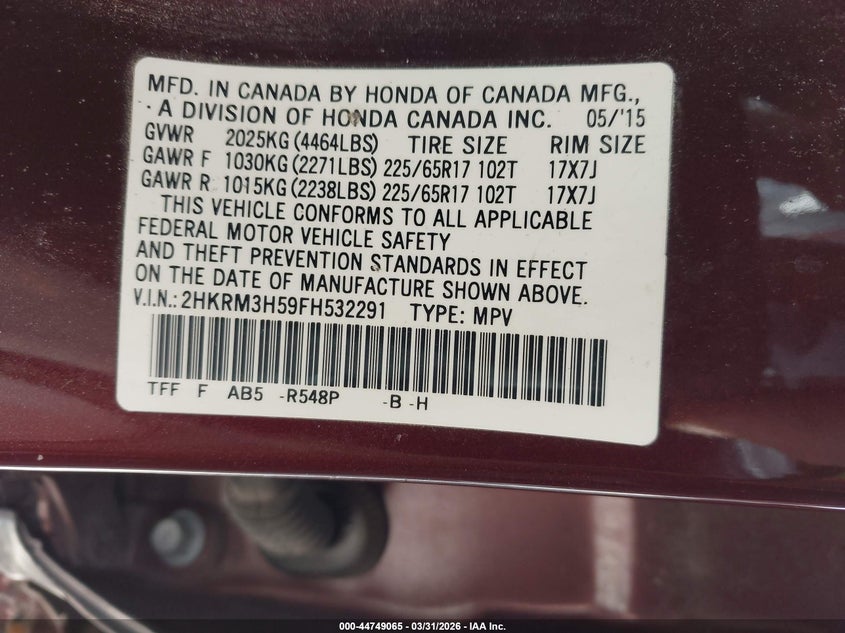 MFD. IN CANADA BY HONDA OF CANADA MFG.,
A DIVISION OF HONDA CANADA INC. 05/'15
GVWR 2025KG (4464LBS) TIRE SIZE RIM SIZE
GAWR F 1030KG (2271LBS) 225/65R17 102T 17X7J
GAWR R 1015KG (2238LBS) 225/65R17 102T 17X7J
THIS VEHICLE CONFORMS TO ALL APPLICABLE
FEDERAL MOTOR VEHICLE SAFETY
AND THEFT PREVENTION STANDARDS IN EFFECT
ON THE DATE OF MANUFACTURE SHOWN ABOVE.
V.I.N.: 2HKRM3H59FH532291 TYPE: MPV
TFF F AB5 -R548P -B -H
000-44749065 - 03/31/2026 - IAA Inc.